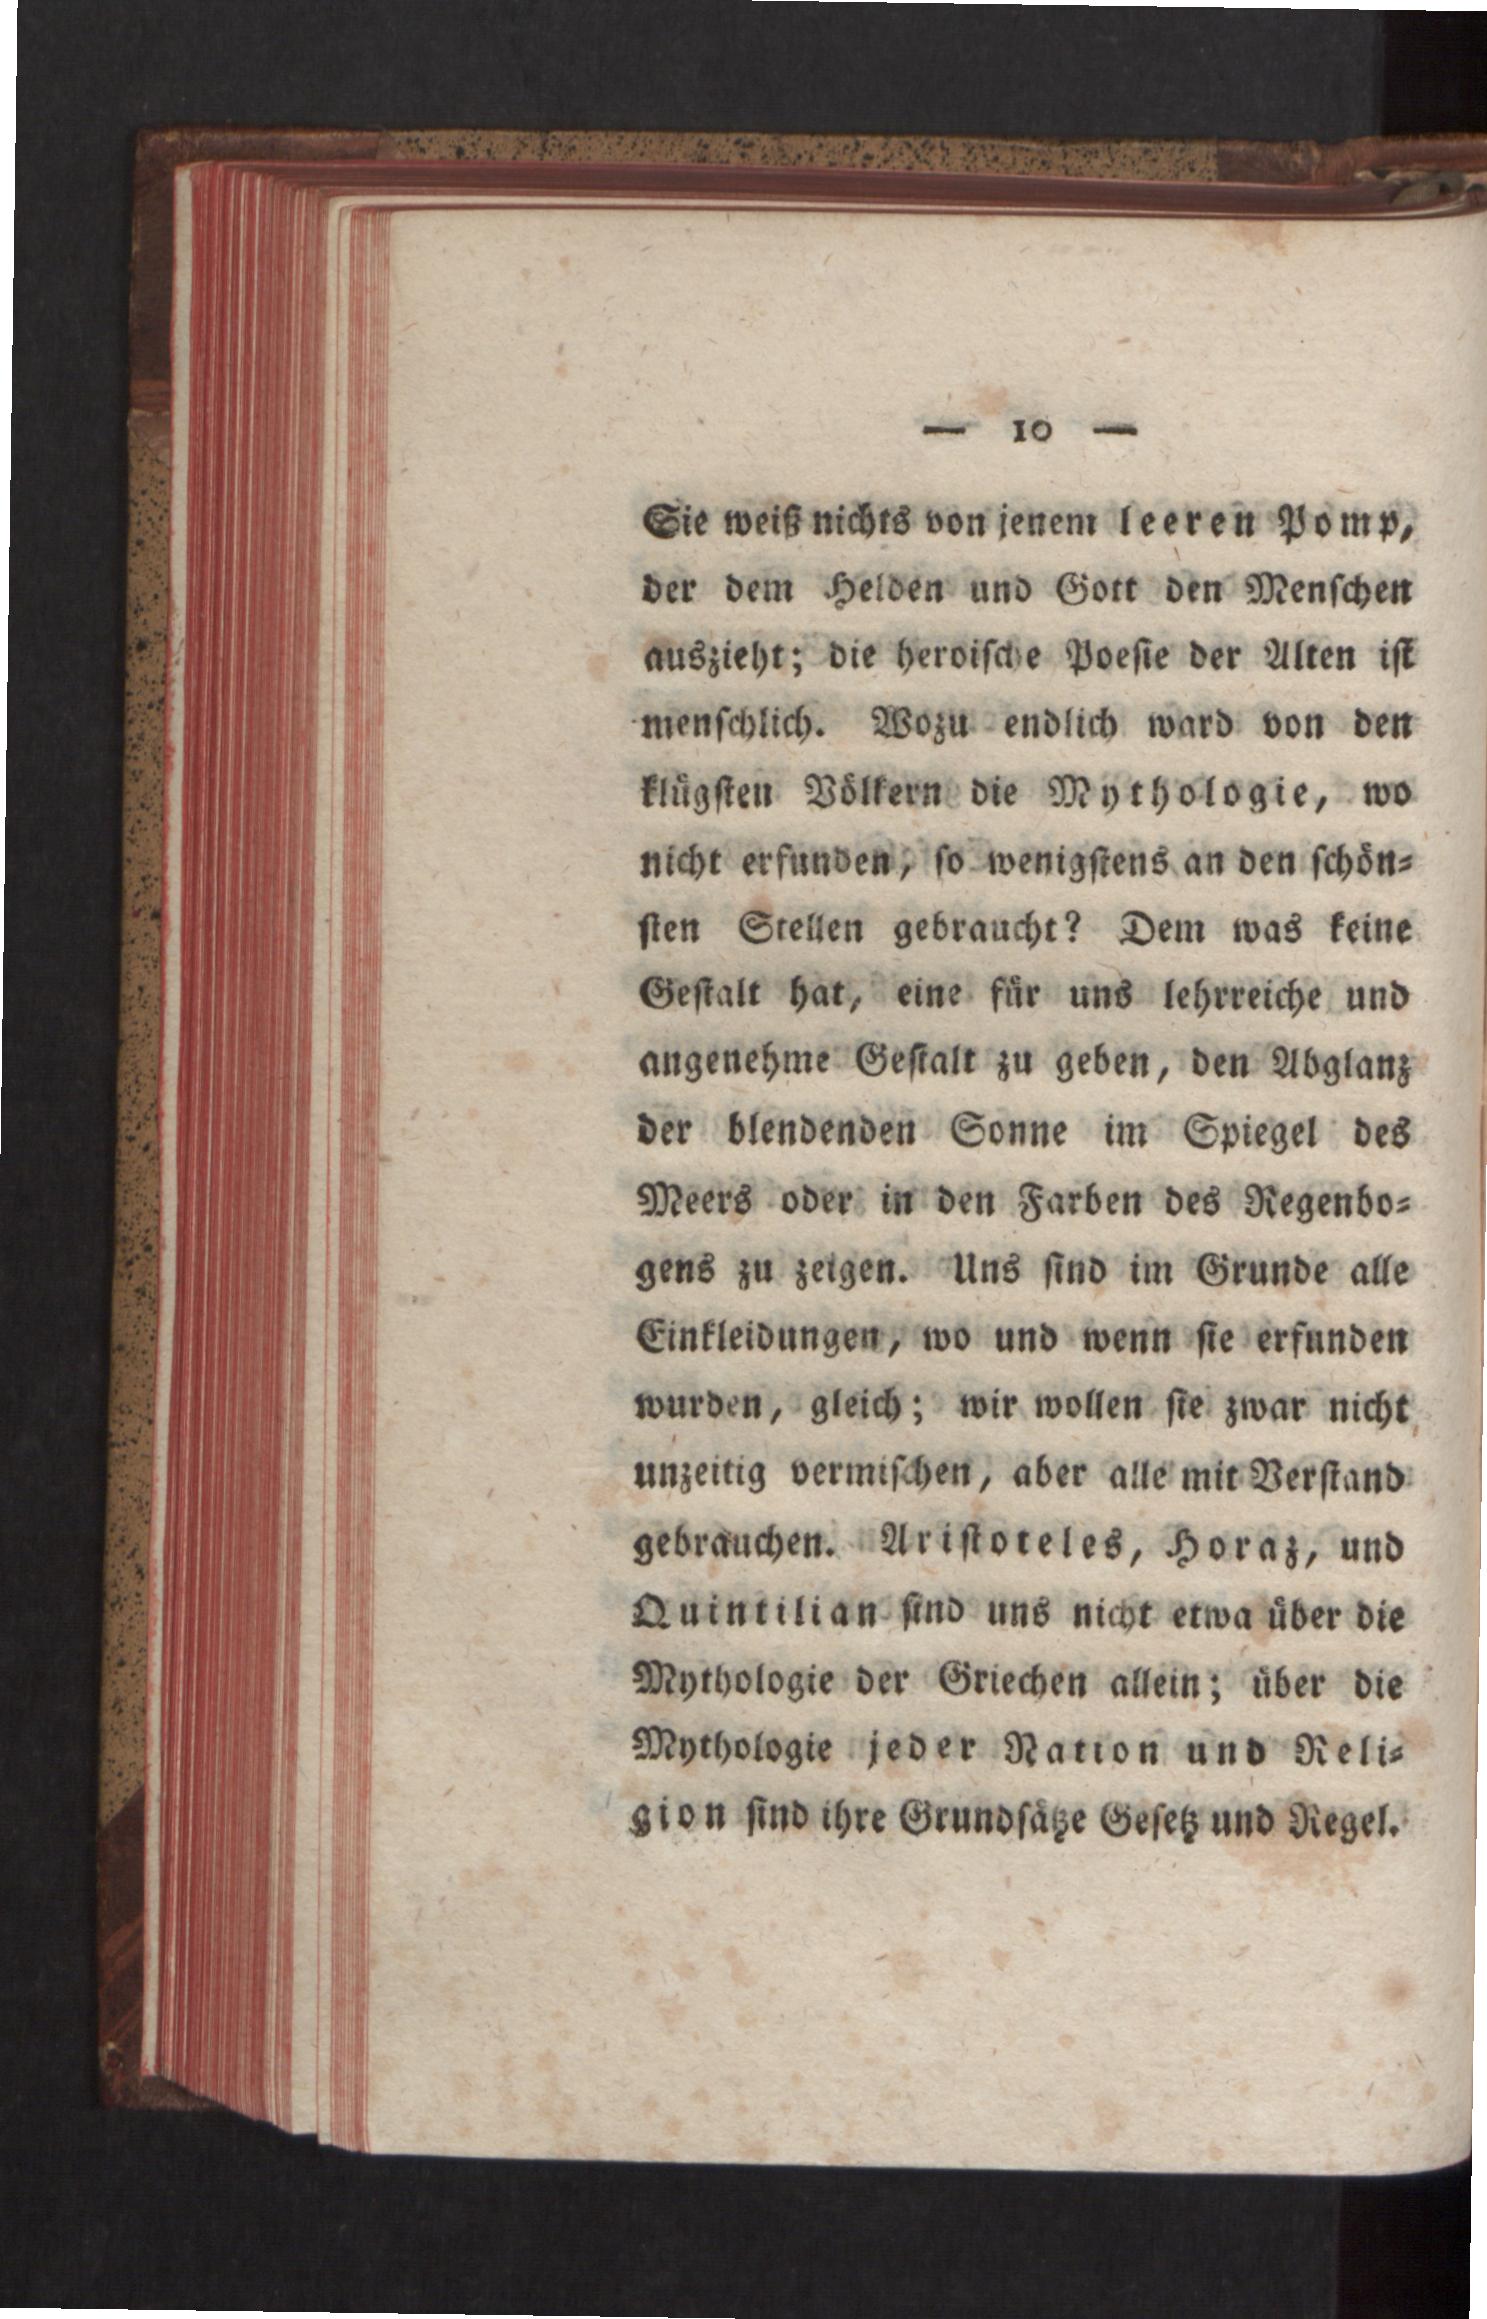 — 10 —
Sie weiß nichts von jenem leeren Pomp,
der dem Helden und Gott den Menſchen
auszieht; die heroiſche Poeſie der Alten iſt
menſchlich. Wozu endlich ward von den
klügſten Völkern die Mythologie, wo
nicht erfunden, ſo wenigſtens an den ſchön⸗
ſten Stellen gebraucht? Dem was keine
Geſtalt hat, eine für uns lehrreiche und
angenehme Geſtalt zu geben, den Abglanz
der blendenden Sonne im Spiegel des
Meers oder in den Farben des Regenbo⸗
gens zu zeigen. Uns ſind im Grunde alle
Einkleidungen, wo und wenn ſie erfunden
wurden, gleich; wir wollen ſie zwar nicht
unzeitig vermiſchen, aber alle mit Verſtand
gebrauchen. Ariſtoteles, Horaz, und
Quintilian ſind uns nicht etwa über die
Mythologie der Griechen allein; über die
Mythologie jeder Nation und Reli⸗
gion ſind ihre Grundſätze Geſetz und Regel.